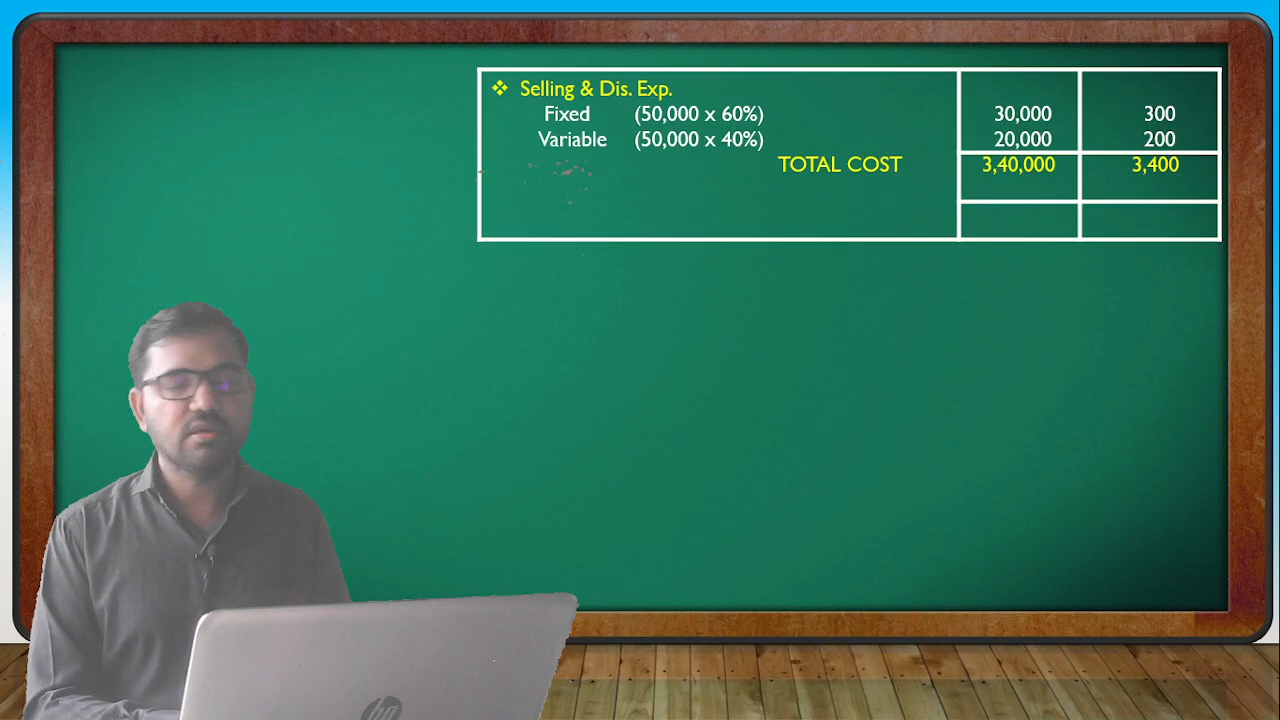 ❖ Selling & Dis. Exp.
Fixed (50,000 x 60%) 30,000 300
Variable (50,000 x 40%) 20,000 200
TOTAL COST 3,40,000 3,400
hp